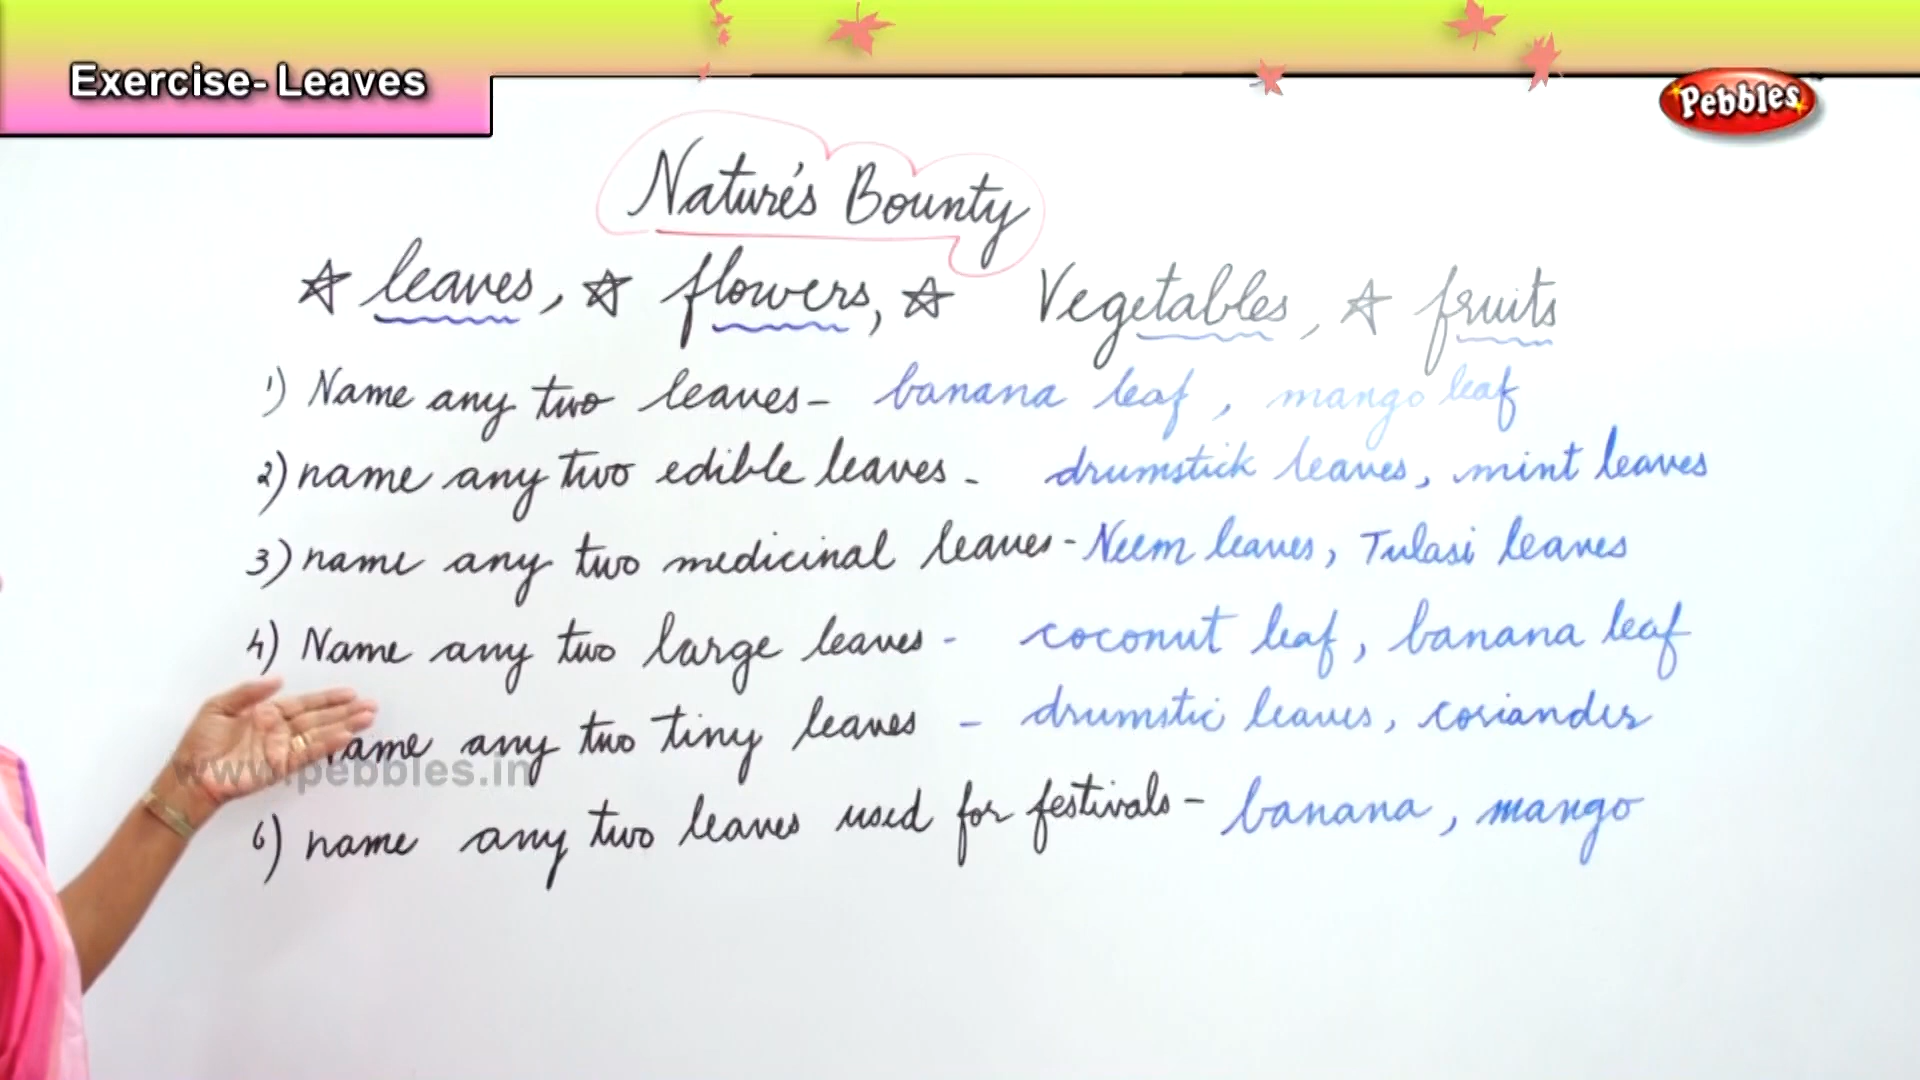 Exercise- Leaves
Pebbles
Nature's Bounty
☆ leaves, ☆ flowers, ☆ Vegetables, ☆ fruits
1) Name any two leaves - banana leaf, mango leaf
2) name any two edible leaves - drumstick leaves, mint leaves
3) name any two medicinal leaves - Neem leaves, Tulasi leaves
4) Name any two large leaves - coconut leaf, banana leaf
ame any two tiny leaves - drumstic leaves, coriander
www.pebbles.in
6) name any two leaves used for festivals - banana, mango